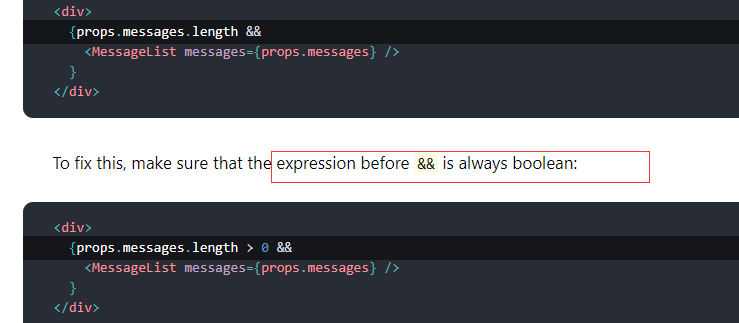 <div>
{props.messages.length &&
<MessageList messages={props.messages} />
}
</div>
To fix this, make sure that the expression before && is always boolean:
<div>
{props.messages.length > 0 &&
<MessageList messages={props.messages} />
}
</div>